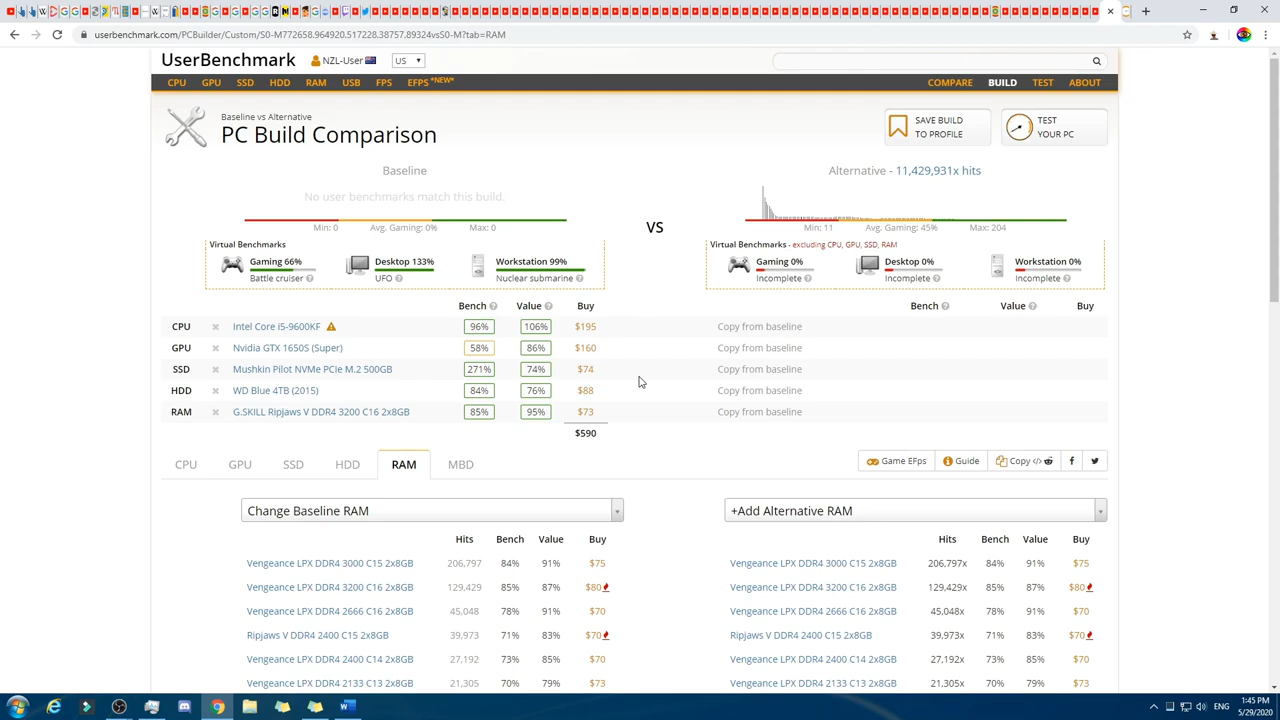 userbenchmark.com/PCBuilder/Custom/S0-M772658.964920.517228.38757.89324vsS0-M?tab=RAM
UserBenchmark NZL-User US
CPU GPU SSD HDD RAM USB FPS EFPS *NEW* COMPARE BUILD TEST ABOUT
Baseline vs Alternative
PC Build Comparison
SAVE BUILD TO PROFILE
TEST YOUR PC
Baseline
Alternative - 11,429,931x hits
No user benchmarks match this build.
Min: 0 Avg. Gaming: 0% Max: 0
VS
Min: 11 Avg. Gaming: 45% Max: 204
Virtual Benchmarks
Gaming 66% Desktop 133% Workstation 99%
Battle cruiser UFO Nuclear submarine
Virtual Benchmarks - excluding CPU, GPU, SSD, RAM
Gaming 0% Desktop 0% Workstation 0%
Incomplete Incomplete Incomplete
Bench Value Buy Bench Value Buy
CPU Intel Core i5-9600KF 96% 106% $195 Copy from baseline
GPU Nvidia GTX 1650S (Super) 58% 86% $160 Copy from baseline
SSD Mushkin Pilot NVMe PCIe M.2 500GB 271% 74% $74 Copy from baseline
HDD WD Blue 4TB (2015) 84% 76% $88 Copy from baseline
RAM G.SKILL Ripjaws V DDR4 3200 C16 2x8GB 85% 95% $73 Copy from baseline
$590
CPU GPU SSD HDD RAM MBD
Game EFps Guide Copy </>
Change Baseline RAM
+Add Alternative RAM
Hits Bench Value Buy Hits Bench Value Buy
Vengeance LPX DDR4 3000 C15 2x8GB 206,797 84% 91% $75 Vengeance LPX DDR4 3000 C15 2x8GB 206,797x 84% 91% $75
Vengeance LPX DDR4 3200 C16 2x8GB 129,429 85% 87% $80 Vengeance LPX DDR4 3200 C16 2x8GB 129,429x 85% 87% $80
Vengeance LPX DDR4 2666 C16 2x8GB 45,048 78% 91% $70 Vengeance LPX DDR4 2666 C16 2x8GB 45,048x 78% 91% $70
Ripjaws V DDR4 2400 C15 2x8GB 39,973 71% 83% $70 Ripjaws V DDR4 2400 C15 2x8GB 39,973x 71% 83% $70
Vengeance LPX DDR4 2400 C14 2x8GB 27,192 73% 85% $70 Vengeance LPX DDR4 2400 C14 2x8GB 27,192x 73% 85% $70
Vengeance LPX DDR4 2133 C13 2x8GB 21,305 70% 79% $73 Vengeance LPX DDR4 2133 C13 2x8GB 21,305x 70% 79% $73
ENG
1:45 PM
5/29/2020